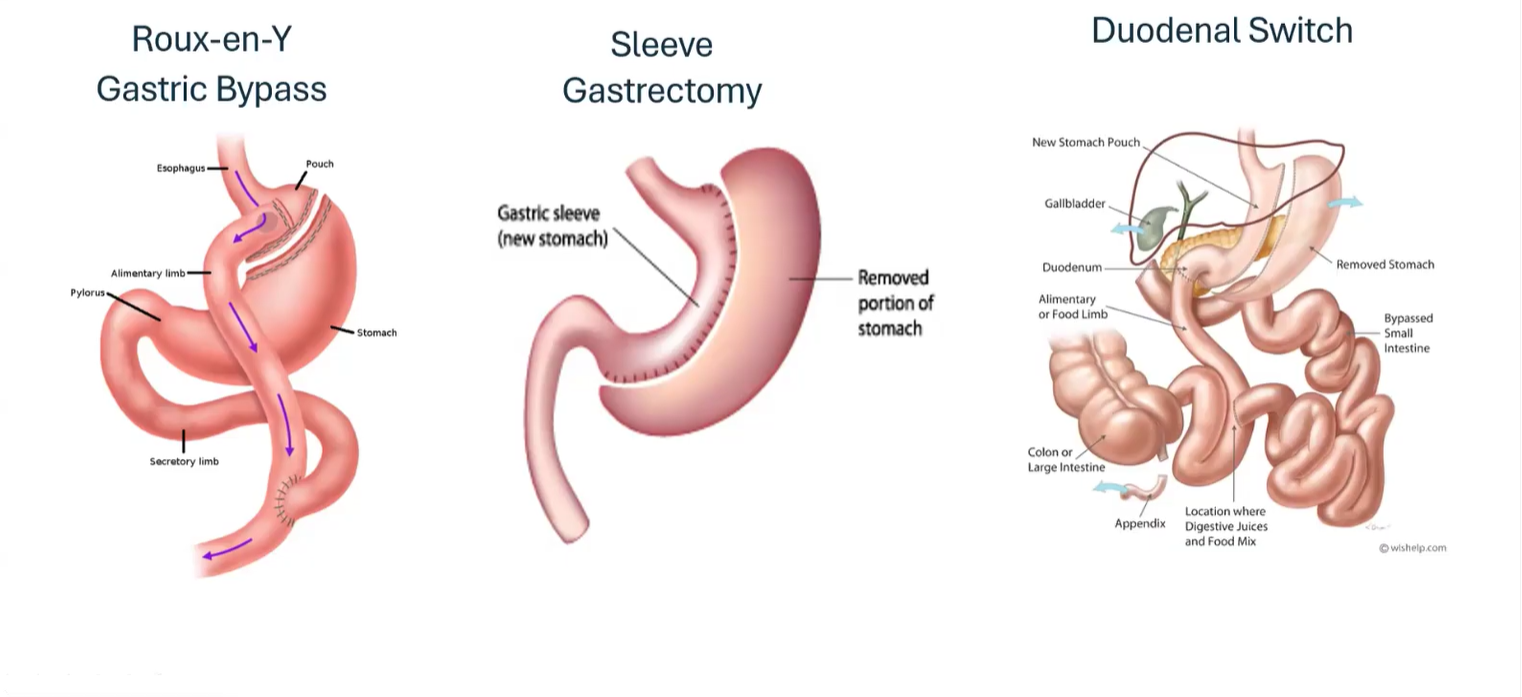 Roux-en-Y
Gastric Bypass
Esophagus
Pouch
Alimentary limb
Pylorus
Stomach
Secretory limb
Sleeve
Gastrectomy
Gastric sleeve
(new stomach)
Removed
portion of
stomach
Duodenal Switch
New Stomach Pouch
Gallbladder
Duodenum
Removed Stomach
Alimentary
or Food Limb
Bypassed
Small
Intestine
Colon or
Large Intestine
Appendix
Location where
Digestive Juices
and Food Mix
© wishelp.com